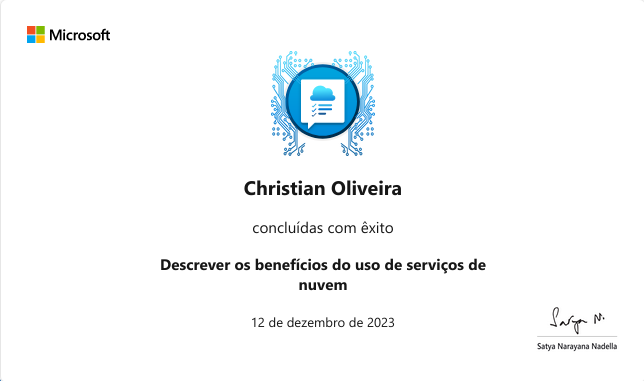 Microsoft
Christian Oliveira
concluídas com êxito
Descrever os benefícios do uso de serviços de
nuvem
12 de dezembro de 2023
Satya N.
Satya Narayana Nadella